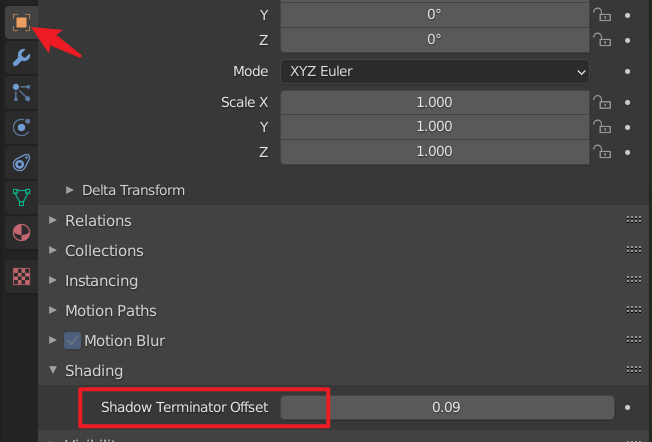 Y 0°
Z 0°
Mode XYZ Euler
Scale X 1.000
Y 1.000
Z 1.000
Delta Transform
Relations
Collections
Instancing
Motion Paths
Motion Blur
Shading
Shadow Terminator Offset 0.09